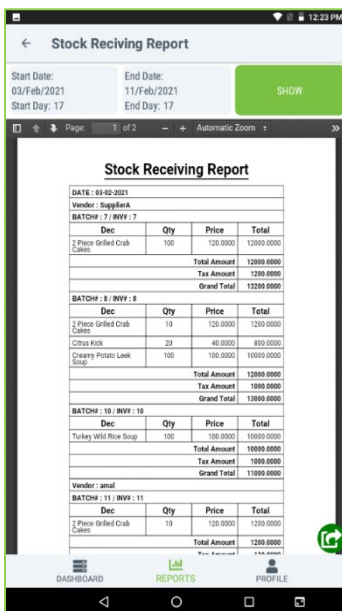 12:23 PM
Stock Reciving Report
Start Date:
03/Feb/2021
Start Day: 17
End Date:
11/Feb/2021
End Day: 17
SHOW
Page: 1 of 2 − + Automatic Zoom
Stock Receiving Report
DATE : 03-02-2021
Vendor : SupplierA
BATCH# : 7 / INV# : 7
Dec Qty Price Total
2 Piece Grilled Crab Cakes 100 120.0000 12000.0000
Total Amount 12000.0000
Tax Amount 1200.0000
Grand Total 13200.0000
BATCH# : 8 / INV# : 8
Dec Qty Price Total
2 Piece Grilled Crab Cakes 10 120.0000 1200.0000
Citrus Kick 20 40.0000 800.0000
Creamy Potato Leek Soup 100 100.0000 10000.0000
Total Amount 12000.0000
Tax Amount 1000.0000
Grand Total 13000.0000
BATCH# : 10 / INV# : 10
Dec Qty Price Total
Turkey Wild Rice Soup 100 100.0000 10000.0000
Total Amount 10000.0000
Tax Amount 1000.0000
Grand Total 11000.0000
Vendor : amal
BATCH# : 11 / INV# : 11
Dec Qty Price Total
2 Piece Grilled Crab Cakes 10 120.0000 1200.0000
Total Amount 1200.0000
DASHBOARD
REPORTS
PROFILE